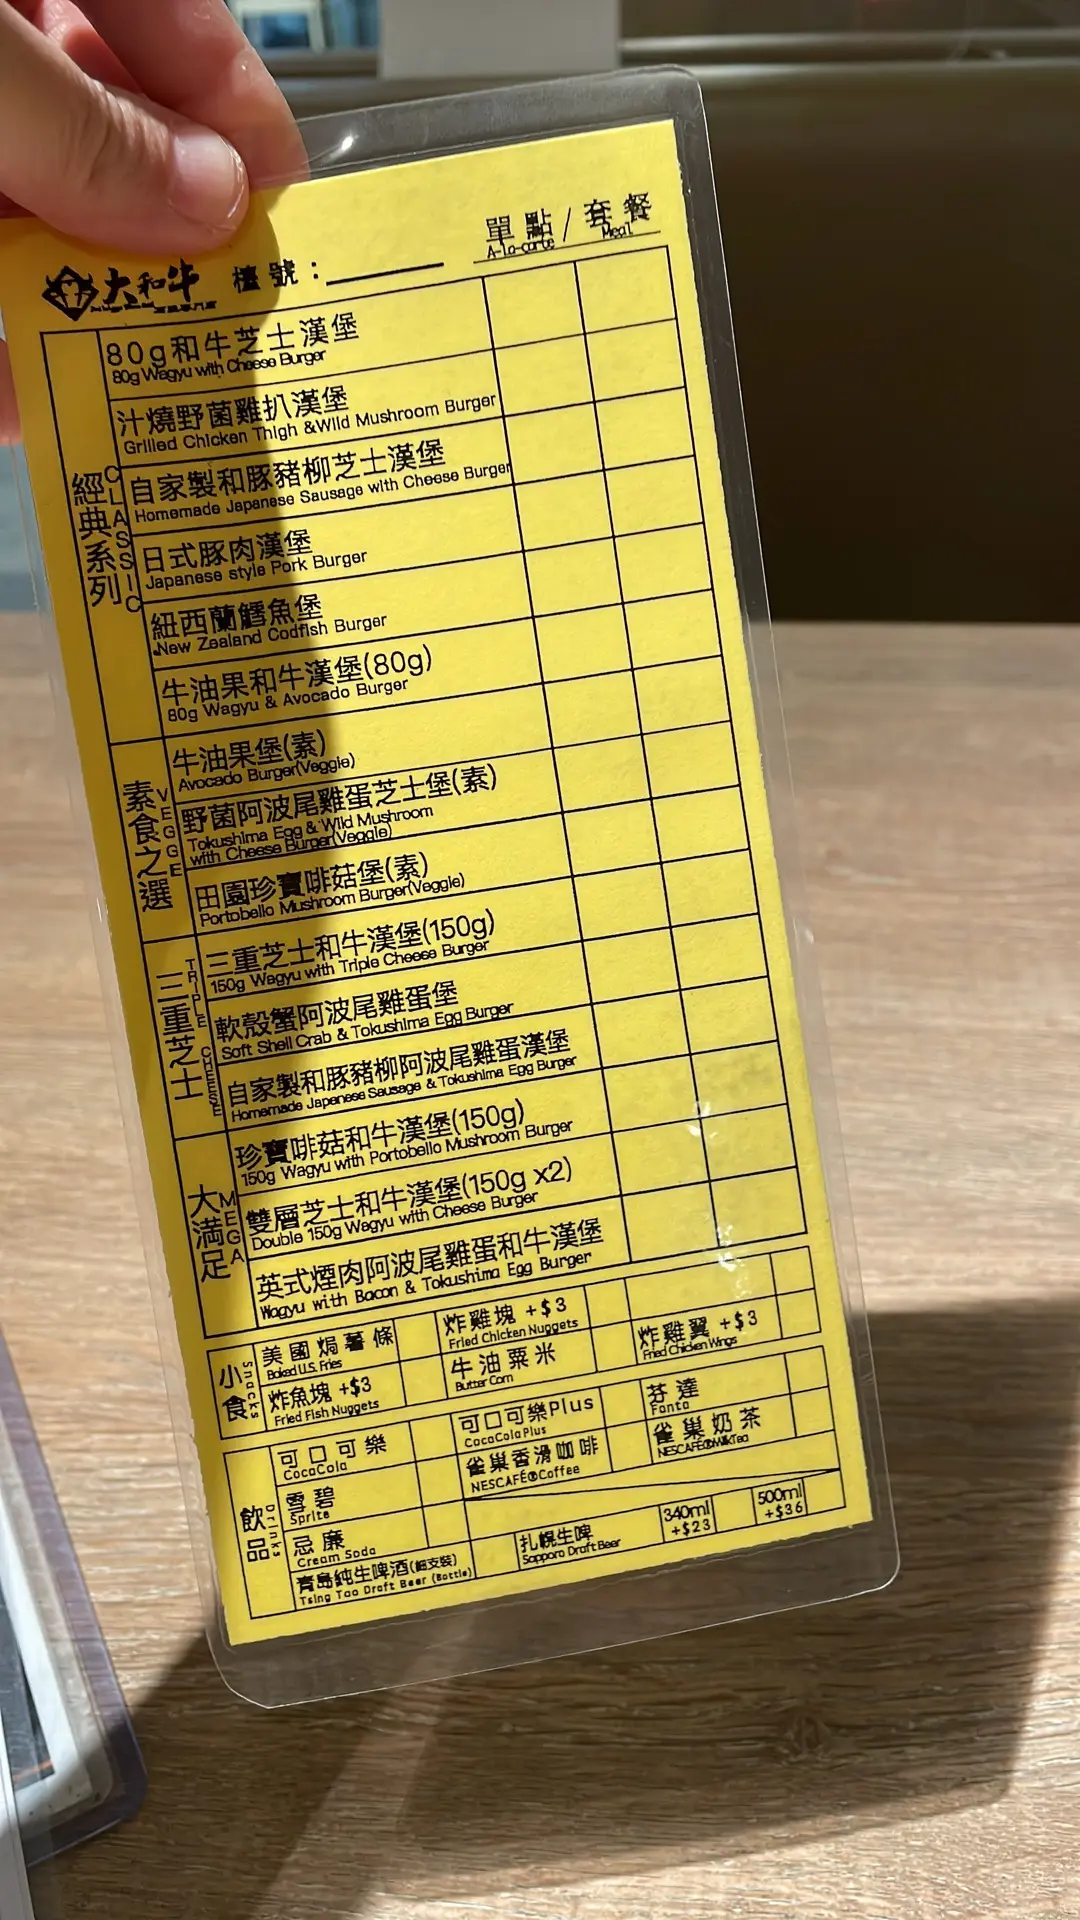 單點 / 套餐
A-la-carte Meal
大和牛 檯號：
經典系列 CLASSIC
80g和牛芝士漢堡
80g Wagyu with Cheese Burger
汁燒野菌雞扒漢堡
Grilled Chicken Thigh &Wild Mushroom Burger
自家製和豚豬柳芝士漢堡
Homemade Japanese Sausage with Cheese Burger
日式豚肉漢堡
Japanese style Pork Burger
紐西蘭鱈魚堡
New Zealand Codfish Burger
牛油果和牛漢堡(80g)
80g Wagyu & Avocado Burger
素食之選 VEGGE
牛油果堡(素)
Avocado Burger(Veggie)
野菌阿波尾雞蛋芝士堡(素)
Tokushima Egg & Wild Mushroom
with Cheese Burger(Veggie)
田園珍寶啡菇堡(素)
Portobello Mushroom Burger(Veggie)
三重芝士 TRIPLE CHEESE
三重芝士和牛漢堡(150g)
150g Wagyu with Triple Cheese Burger
軟殼蟹阿波尾雞蛋堡
Soft Shell Crab & Tokushima Egg Burger
自家製和豚豬柳阿波尾雞蛋漢堡
Homemade Japenese Sausage & Tokushima Egg Burger
大滿足 MEGA
珍寶啡菇和牛漢堡(150g)
150g Wagyu with Portobello Mushroom Burger
雙層芝士和牛漢堡(150g x2)
Double 150g Wagyu with Cheese Burger
英式煙肉阿波尾雞蛋和牛漢堡
Wagyu with Bacon & Tokushima Egg Burger
小食 Snacks
美國焗薯條
Baked U.S. Fries
炸雞塊 +$3
Fried Chicken Nuggets
炸魚塊 +$3
Fried Fish Nuggets
牛油粟米
Butter Corn
炸雞翼 +$3
Fried Chicken Wings
飲品 Drinks
可口可樂
CocaCola
可口可樂Plus
CocaCola Plus
芬達
Fanta
雪碧
Sprite
雀巢香滑咖啡
NESCAFÉ®Coffee
雀巢奶茶
NESCAFÉ®MilkTea
忌廉
Cream Soda
青島純生啤酒(細支裝)
Tsing Tao Draft Beer (Bottle)
扎幌生啤
Sapporo Draft Beer
340ml
+$23
500ml
+$36